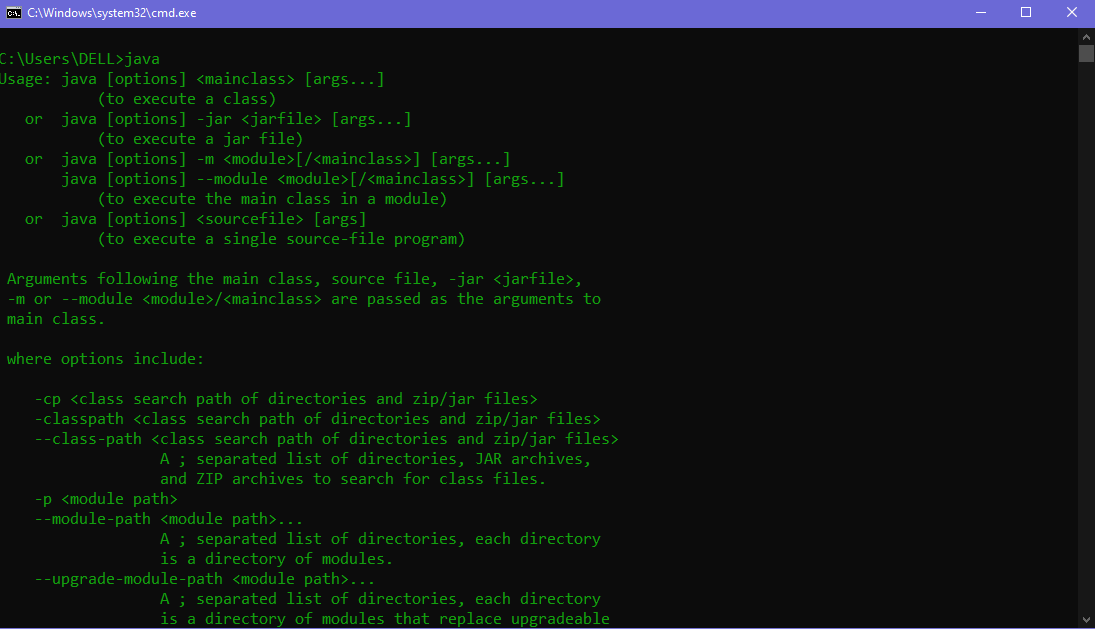 C:\Windows\system32\cmd.exe
C:\Users\DELL>java
Usage: java [options] <mainclass> [args...]
(to execute a class)
or  java [options] -jar <jarfile> [args...]
(to execute a jar file)
or  java [options] -m <module>[/<mainclass>] [args...]
java [options] --module <module>[/<mainclass>] [args...]
(to execute the main class in a module)
or  java [options] <sourcefile> [args]
(to execute a single source-file program)
Arguments following the main class, source file, -jar <jarfile>,
-m or --module <module>/<mainclass> are passed as the arguments to
main class.
where options include:
-cp <class search path of directories and zip/jar files>
-classpath <class search path of directories and zip/jar files>
--class-path <class search path of directories and zip/jar files>
A ; separated list of directories, JAR archives,
and ZIP archives to search for class files.
-p <module path>
--module-path <module path>...
A ; separated list of directories, each directory
is a directory of modules.
--upgrade-module-path <module path>...
A ; separated list of directories, each directory
is a directory of modules that replace upgradeable